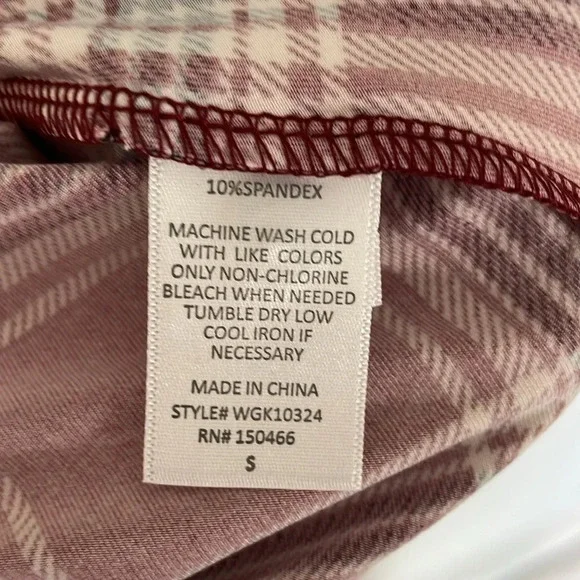 10%SPANDEX
MACHINE WASH COLD
WITH LIKE COLORS
ONLY NON-CHLORINE
BLEACH WHEN NEEDED
TUMBLE DRY LOW
COOL IRON IF
NECESSARY
MADE IN CHINA
STYLE# WGK10324
RN# 150466
S